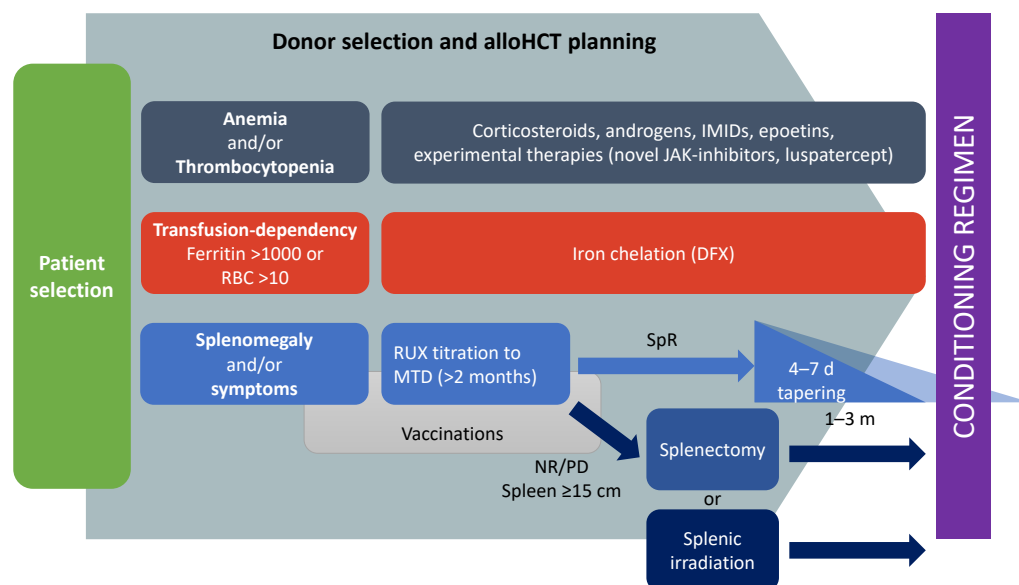 Donor selection and alloHCT planning
Patient
selection
Anemia
and/or
Thrombocytopenia
Corticosteroids, androgens, IMIDs, epoetins,
experimental therapies (novel JAK-inhibitors, luspatercept)
Transfusion-dependency
Ferritin >1000 or
RBC >10
Iron chelation (DFX)
Splenomegaly
and/or
symptoms
RUX titration to
MTD (>2 months)
SpR
4–7 d
tapering
Vaccinations
NR/PD
Spleen ≥15 cm
Splenectomy
1–3 m
or
Splenic
irradiation
CONDITIONING REGIMEN